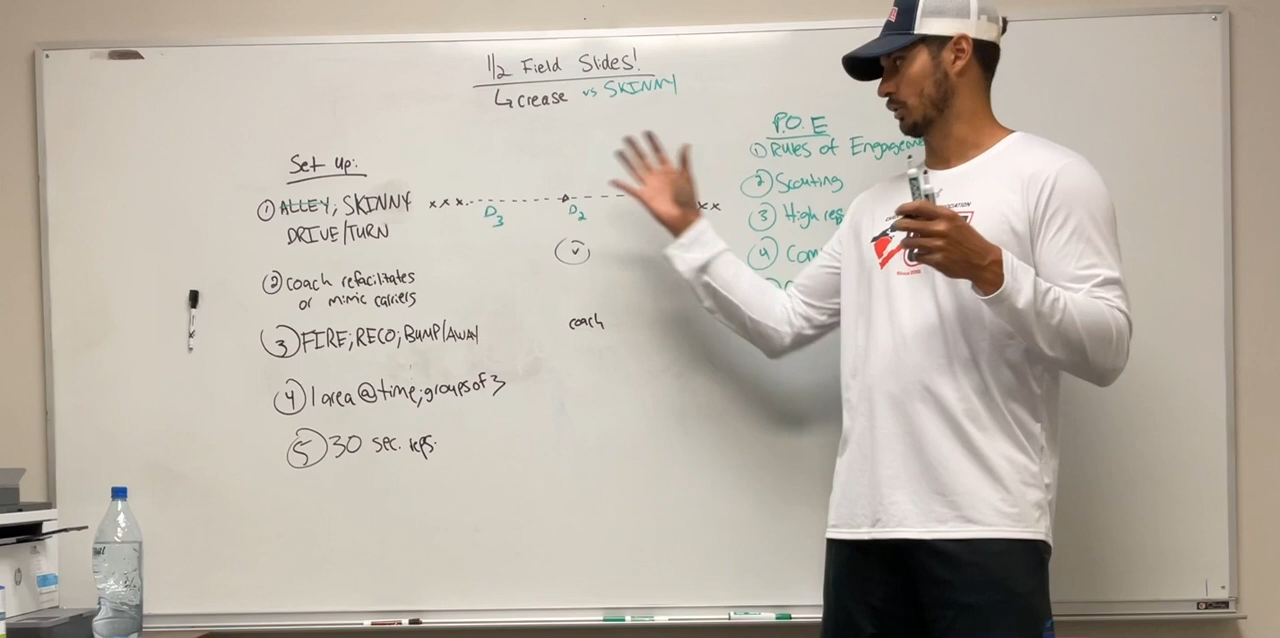 1/2 Field Slides!
↳ crease vs SKINNY
Set Up:
① ALLEY; SKINNY
DRIVE/TURN
② coach refacilitates
or mimic carriers
③ FIRE; RECO; BUMP/AWAY
④ 1 area @ time; groups of 3
⑤ 30 sec. reps.
x x x
D3
D2
xx
V
coach
P.O.E
① Rules of
② Scouting
③ High
④